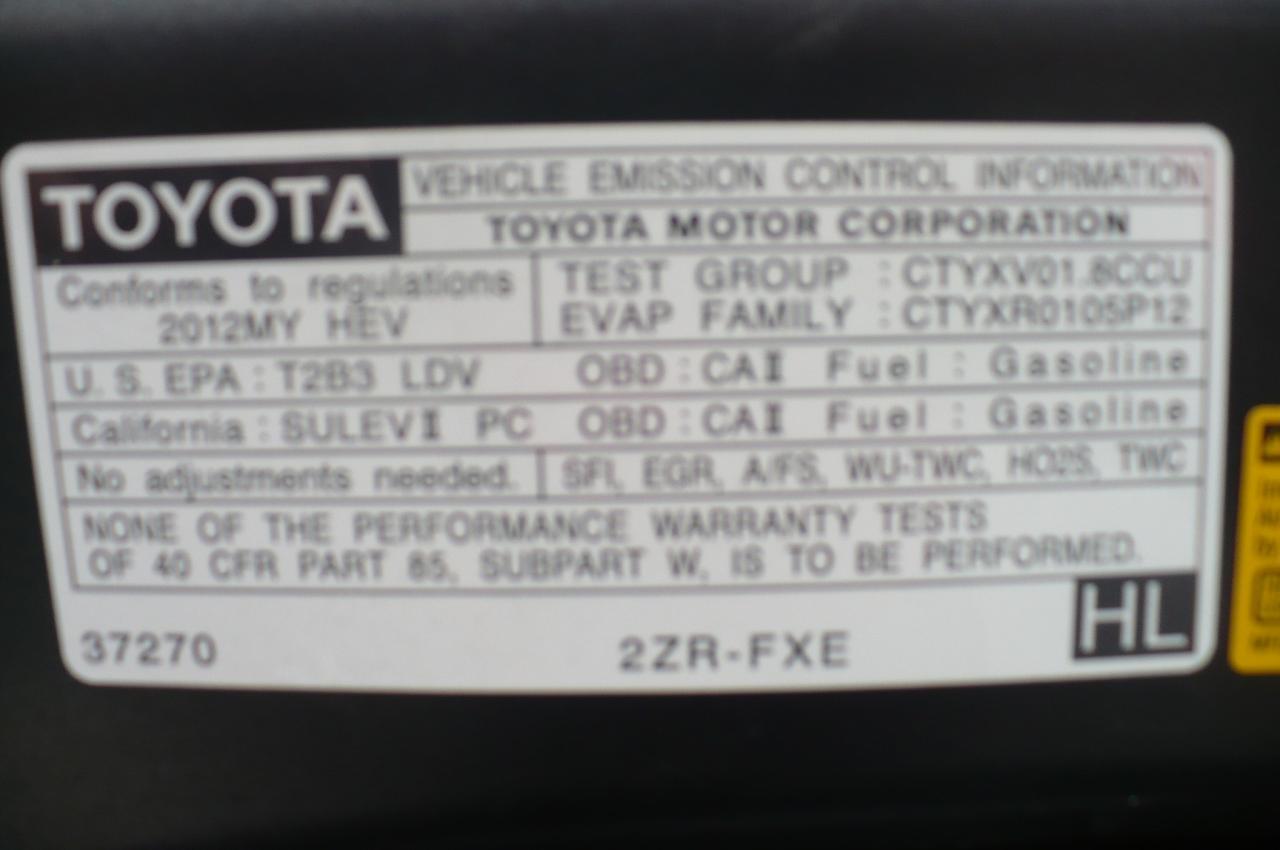 TOYOTA VEHICLE EMISSION CONTROL INFORMATION
TOYOTA MOTOR CORPORATION
Conforms to regulations
2012MY HEV
TEST GROUP : CTYXV01.8CCU
EVAP FAMILY : CTYXR0105P12
U.S. EPA : T2B3 LDV OBD : CAⅡ Fuel : Gasoline
California : SULEVⅡ PC OBD : CAⅡ Fuel : Gasoline
No adjustments needed. SFI, EGR, A/FS, WU-TWC, HO2S, TWC
NONE OF THE PERFORMANCE WARRANTY TESTS
OF 40 CFR PART 85, SUBPART W, IS TO BE PERFORMED.
37270 2ZR-FXE HL